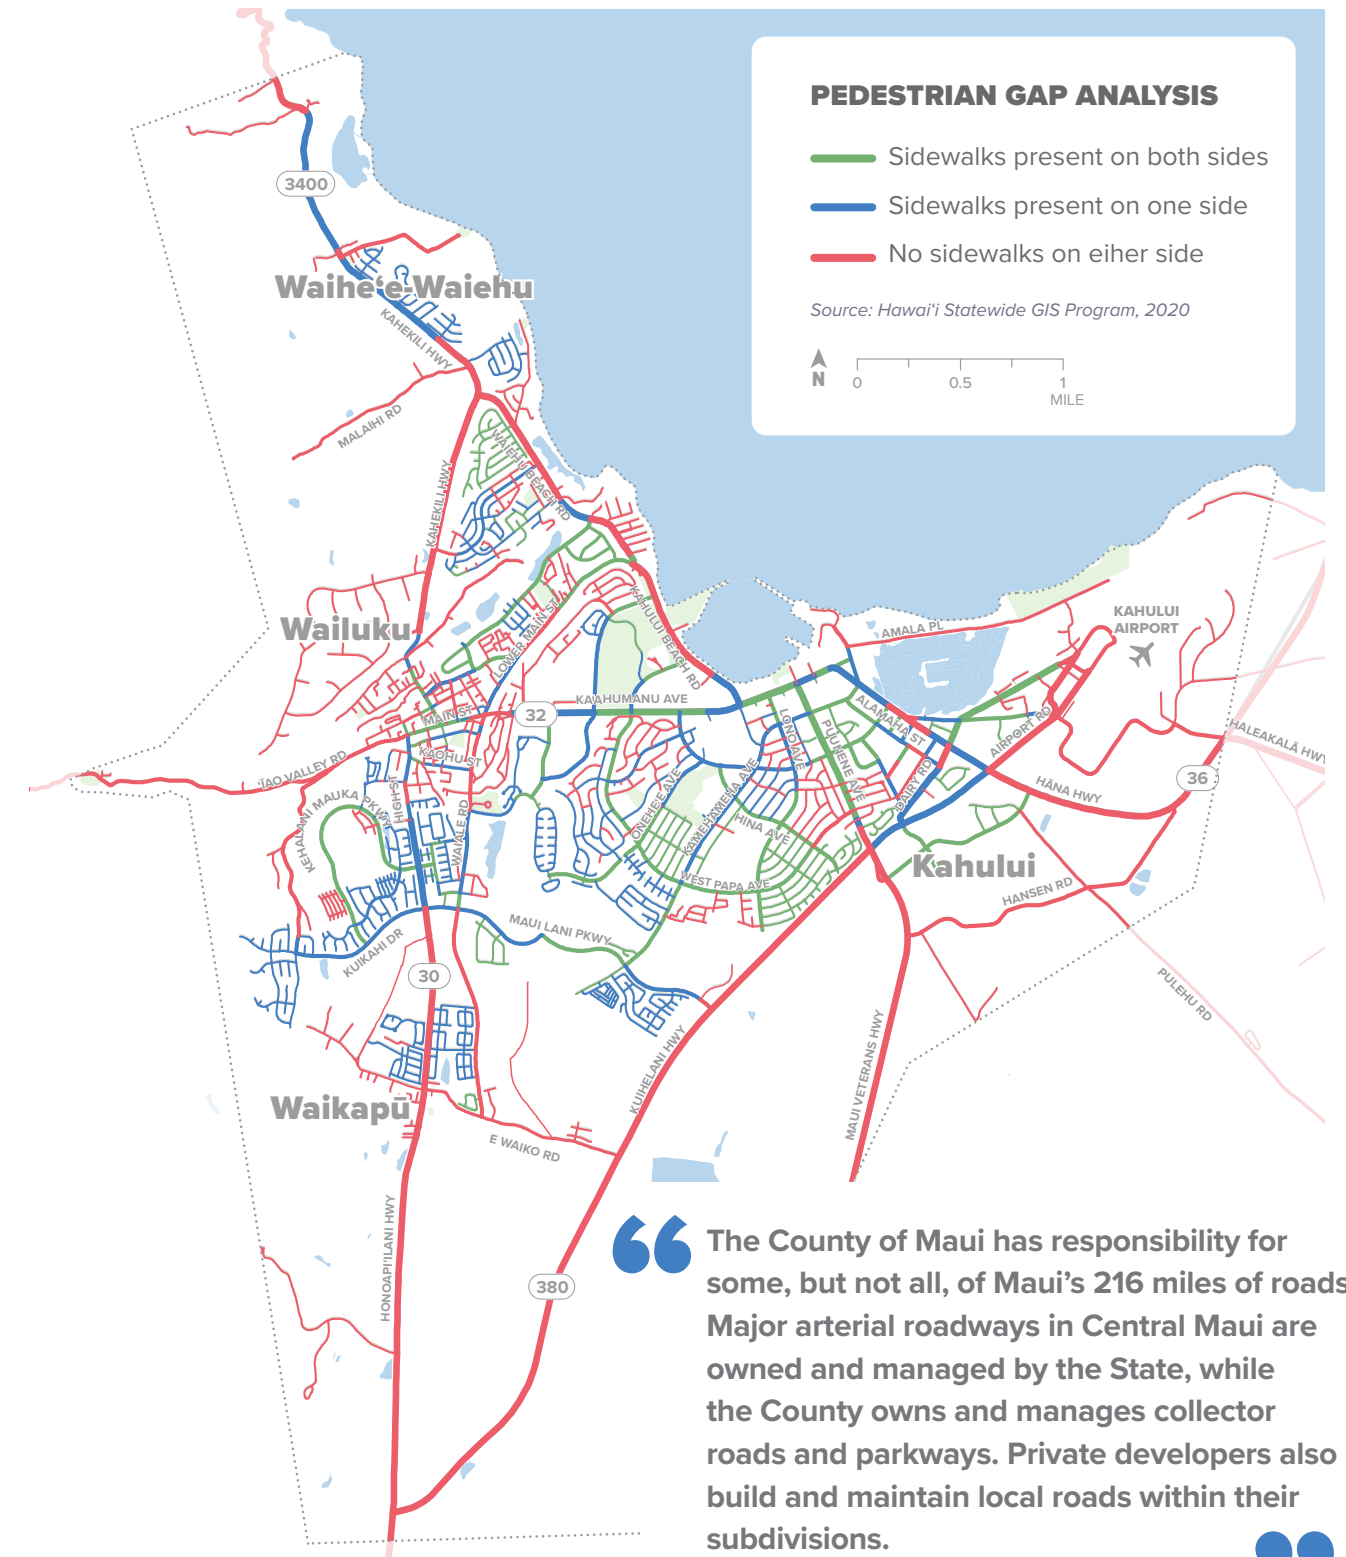 PEDESTRIAN GAP ANALYSIS
Sidewalks present on both sides
Sidewalks present on one side
No sidewalks on eiher side
Source: Hawaiʻi Statewide GIS Program, 2020
N
0 0.5 1
MILE
3400
Waiheʻe-Waiehu
KAHEKILI HWY
MALAIHI RD
WAIEHU BEACH RD
KAHEKILI HWY
Wailuku
LOWER MAIN ST
KAHULUI BEACH RD
AMALA PL
KAHULUI
AIRPORT
KAAHUMANU AVE
32
MAIN ST
KAOHU ST
ĪAO VALLEY RD
LONO AVE
PUUNENE AVE
ALAMAHA ST
AIRPORT RD
DAIRY RD
HALEAKALĀ HWY
36
HĀNA HWY
KEHALANI MAUKA PKWY
HIGH ST
WAIALE RD
ONEHEE AVE
KAMEHAMEHA AVE
HINA AVE
WEST PAPA AVE
Kahului
HANSEN RD
MAUI LANI PKWY
KUIKAHI DR
30
PULEHU RD
KUIHELANI HWY
MAUI VETERANS HWY
Waikapū
E WAIKO RD
HONOAPIʻILANI HWY
380
“
The County of Maui has responsibility for
some, but not all, of Maui’s 216 miles of roads
Major arterial roadways in Central Maui are
owned and managed by the State, while
the County owns and manages collector
roads and parkways. Private developers also
build and maintain local roads within their
subdivisions.